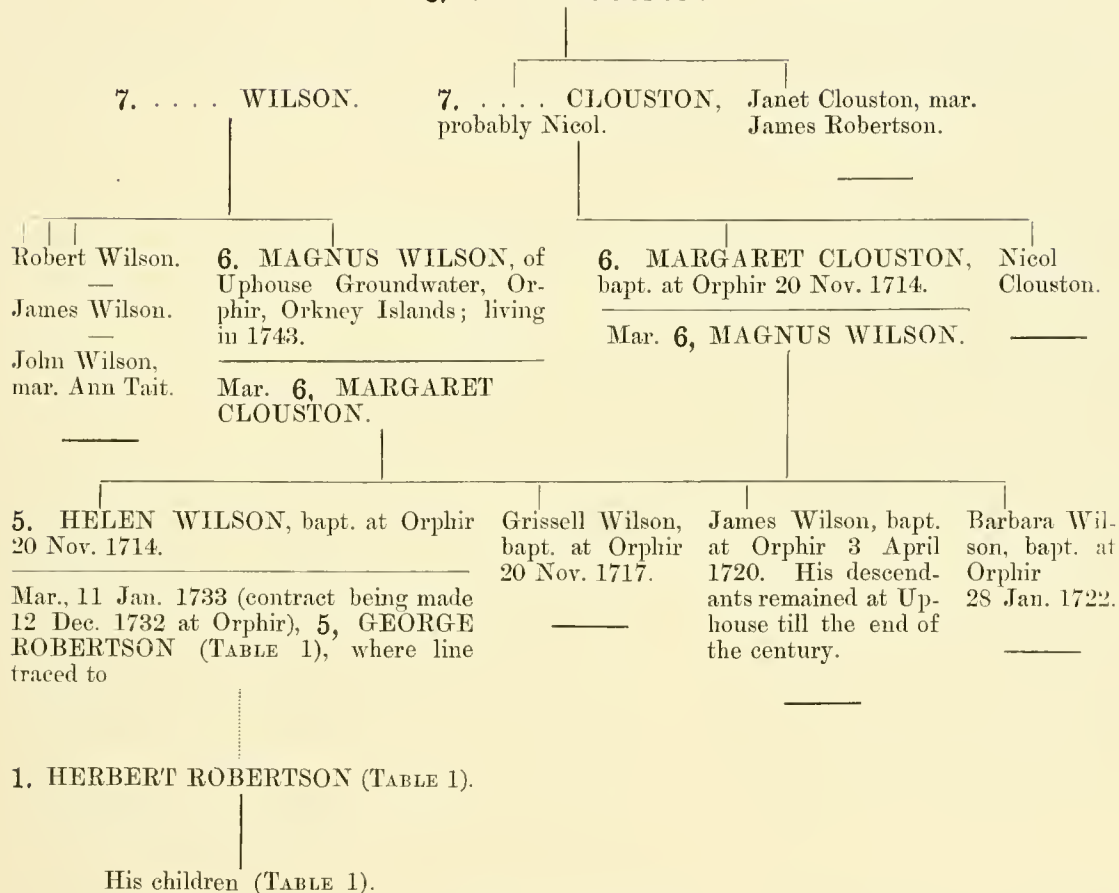 7. . . . . WILSON.
7. . . . . CLOUSTON,
probably Nicol.
Janet Clouston, mar.
James Robertson.
Robert Wilson.
—
James Wilson.
—
John Wilson,
mar. Ann Tait.
6. MAGNUS WILSON, of
Uphouse Groundwater, Or-
phir, Orkney Islands; living
in 1743.
Mar. 6, MARGARET
CLOUSTON.
6. MARGARET CLOUSTON,
bapt. at Orphir 20 Nov. 1714.
Mar. 6, MAGNUS WILSON.
Nicol
Clouston.
5. HELEN WILSON, bapt. at Orphir
20 Nov. 1714.
Mar., 11 Jan. 1733 (contract being made
12 Dec. 1732 at Orphir), 5, GEORGE
ROBERTSON (TABLE 1), where line
traced to
Grissell Wilson,
bapt. at Orphir
20 Nov. 1717.
James Wilson, bapt.
at Orphir 3 April
1720. His descend-
ants remained at Up-
house till the end of
the century.
Barbara Wil-
son, bapt. at
Orphir
28 Jan. 1722.
1. HERBERT ROBERTSON (TABLE 1).
His children (TABLE 1).